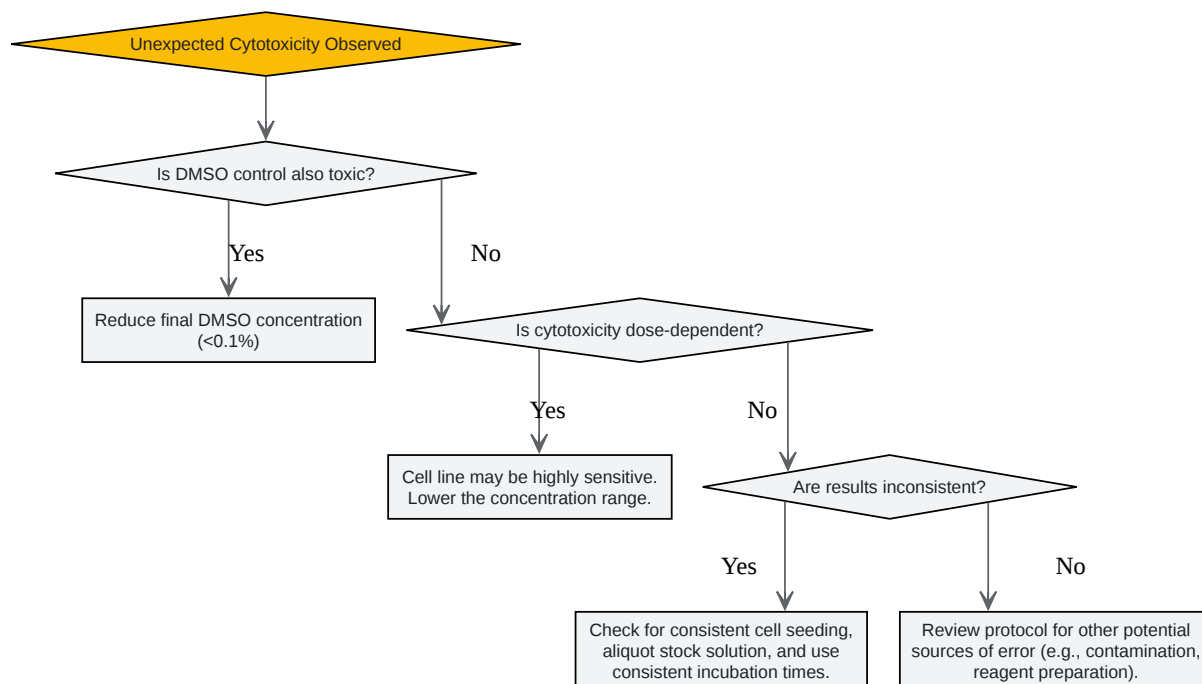 Unexpected Cytotoxicity Observed
Is DMSO control also toxic?
Yes
No
Reduce final DMSO concentration
(<0.1%)
Is cytotoxicity dose-dependent?
Yes
No
Cell line may be highly sensitive.
Lower the concentration range.
Are results inconsistent?
Yes
No
Check for consistent cell seeding,
aliquot stock solution, and use
consistent incubation times.
Review protocol for other potential
sources of error (e.g., contamination,
reagent preparation).